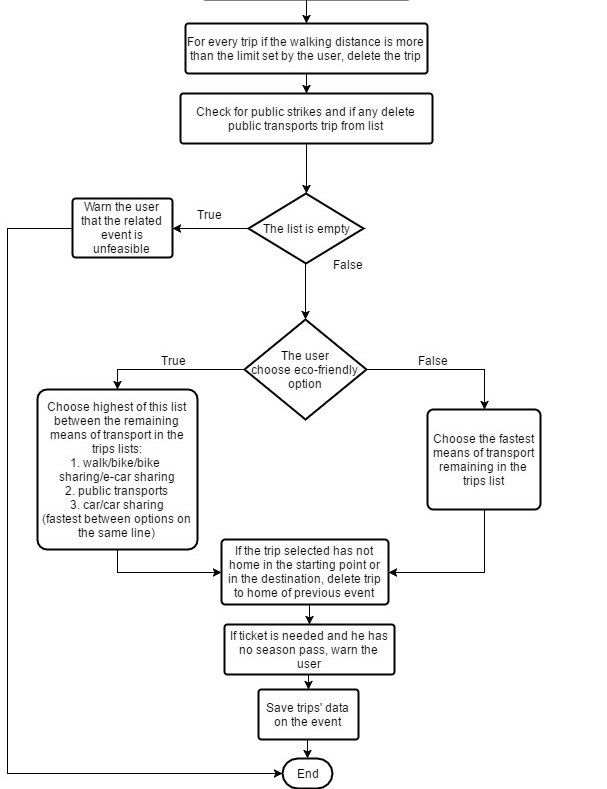 For every trip if the walking distance is more
than the limit set by the user, delete the trip
Check for public strikes and if any delete
public transports trip from list
Warn the user
that the related
event is
unfeasible
True
The list is empty
False
The user
choose eco-friendly
option
True
False
Choose highest of this list
between the remaining
means of transport in the
trips lists:
1. walk/bike/bike
sharing/e-car sharing
2. public transports
3. car/car sharing
(fastest between options on
the same line)
Choose the fastest
means of transport
remaining in the
trips list
If the trip selected has not
home in the starting point or
in the destination, delete trip
to home of previous event
If ticket is needed and he has
no season pass, warn the
user
Save trips' data
on the event
End